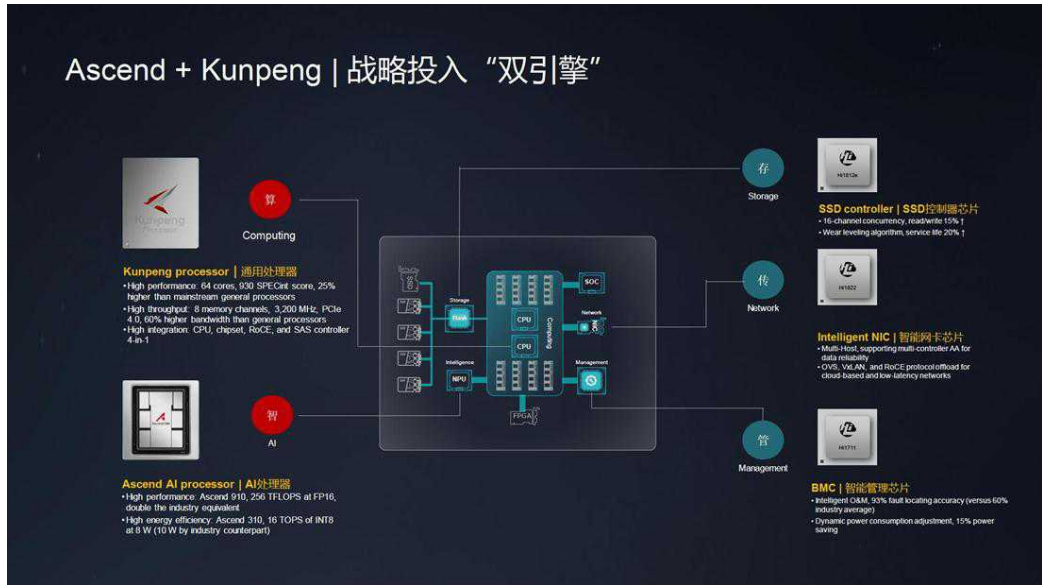 Ascend + Kunpeng | 战略投入 “双引擎”
Kunpeng
Processor
算
Computing
Kunpeng processor | 通用处理器
•High performance: 64 cores, 930 SPECint score, 25%
higher than mainstream general processors
•High throughput: 8 memory channels, 3,200 MHz, PCIe
4.0, 60% higher bandwidth than general processors
•High integration: CPU, chipset, RoCE, and SAS controller
4-in-1
智
AI
Ascend AI processor | AI处理器
•High performance: Ascend 910, 256 TFLOPS at FP16,
double the industry equivalent
•High energy efficiency: Ascend 310, 16 TOPS of INT8
at 8 W (10 W by industry counterpart)
SSD
Storage
Intelligence
NPU
CPU
CPU
Computing
FPGA
SOC
Network
NIC
Management
存
Storage
Hi1812e
SSD controller | SSD控制器芯片
• 16-channel concurrency, read/write 15% ↑
• Wear leveling algorithm, service life 20% ↑
传
Network
Hi1822
Intelligent NIC | 智能网卡芯片
• Multi-Host, supporting multi-controller AA for
data reliability
• OVS, VxLAN, and RoCE protocol offload for
cloud-based and low-latency networks
管
Management
Hi1711
BMC | 智能管理芯片
• Intelligent O&M, 93% fault locating accuracy (versus 60%
industry average)
• Dynamic power consumption adjustment, 15% power
saving